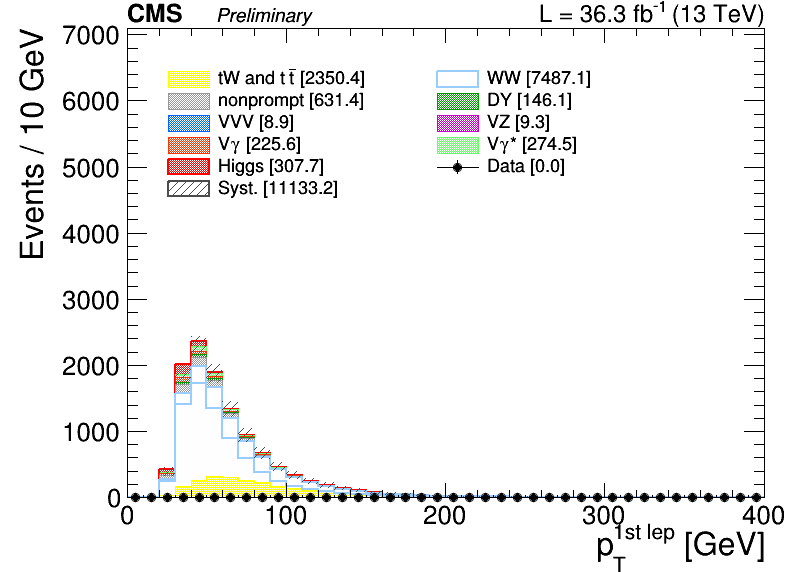 CMS Preliminary L = 36.3 fb⁻¹ (13 TeV)
Events / 10 GeV
7000
6000
5000
4000
3000
2000
1000
0
tW and tt̅ [2350.4]
nonprompt [631.4]
VVV [8.9]
Vγ [225.6]
Higgs [307.7]
Syst. [11133.2]
WW [7487.1]
DY [146.1]
VZ [9.3]
Vγ* [274.5]
Data [0.0]
0 100 200 300 400
p_T^1st lep [GeV]